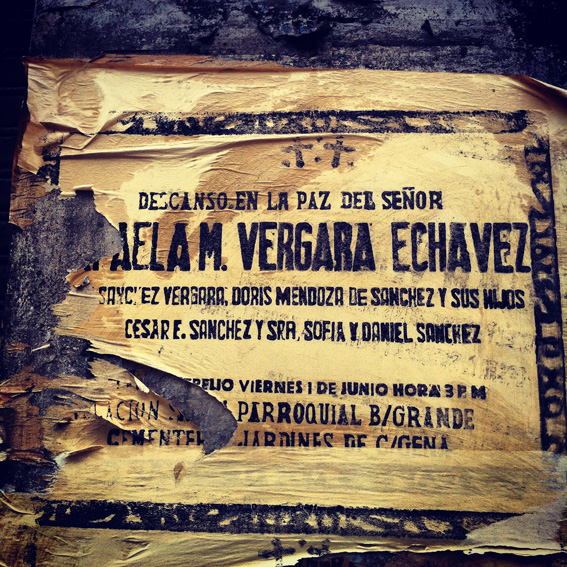 DESCANSO EN LA PAZ DEL SEÑOR
AELA M. VERGARA ECHAVEZ
SAYCHEZ VERGARA, DORIS MENDOZA DE SANCHEZ Y SUS HIJOS
CESAR E. SANCHEZ Y SRA, SOFIA Y DANIEL SANCHEZ
VIERNES 1 DE JUNIO HORA 3 P M
PARROQUIAL B/GRANDE
JARDINES DE C/GENA